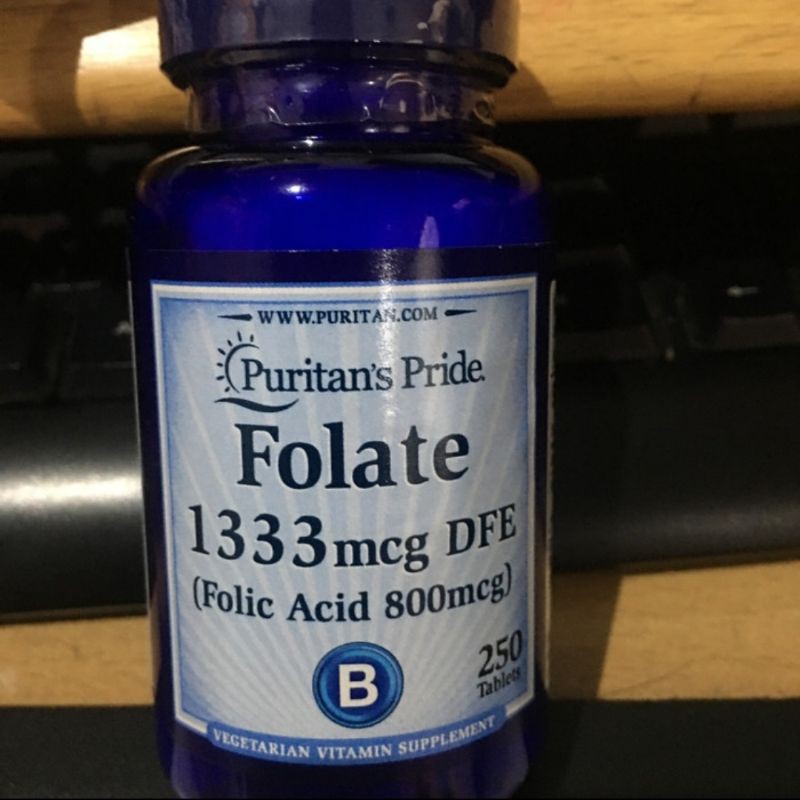 WWW.PURITAN.COM
Puritan's Pride.
Folate
1333mcg DFE
(Folic Acid 800mcg)
B
250
Tablets
VEGETARIAN VITAMIN SUPPLEMENT